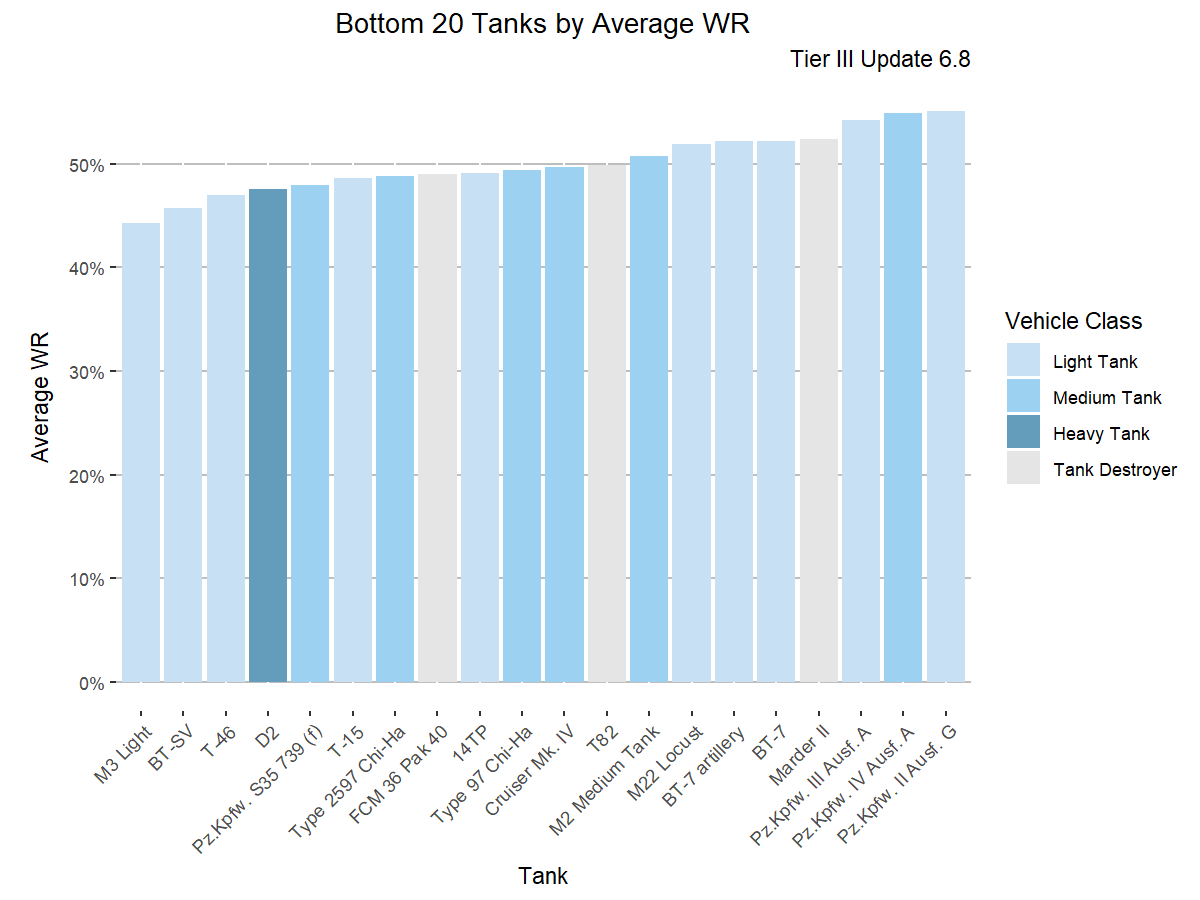 Bottom 20 Tanks by Average WR
Tier III Update 6.8
Average WR
50%
40%
30%
20%
10%
0%
M3 Light
BT-SV
T-46
D2
Pz.Kpfw. S35 739 (f)
T-15
Type 2597 Chi-Ha
FCM 36 Pak 40
14TP
Type 97 Chi-Ha
Cruiser Mk. IV
T82
M2 Medium Tank
M22 Locust
BT-7 artillery
BT-7
Marder II
Pz.Kpfw. III Ausf. A
Pz.Kpfw. IV Ausf. A
Pz.Kpfw. II Ausf. G
Tank
Vehicle Class
Light Tank
Medium Tank
Heavy Tank
Tank Destroyer